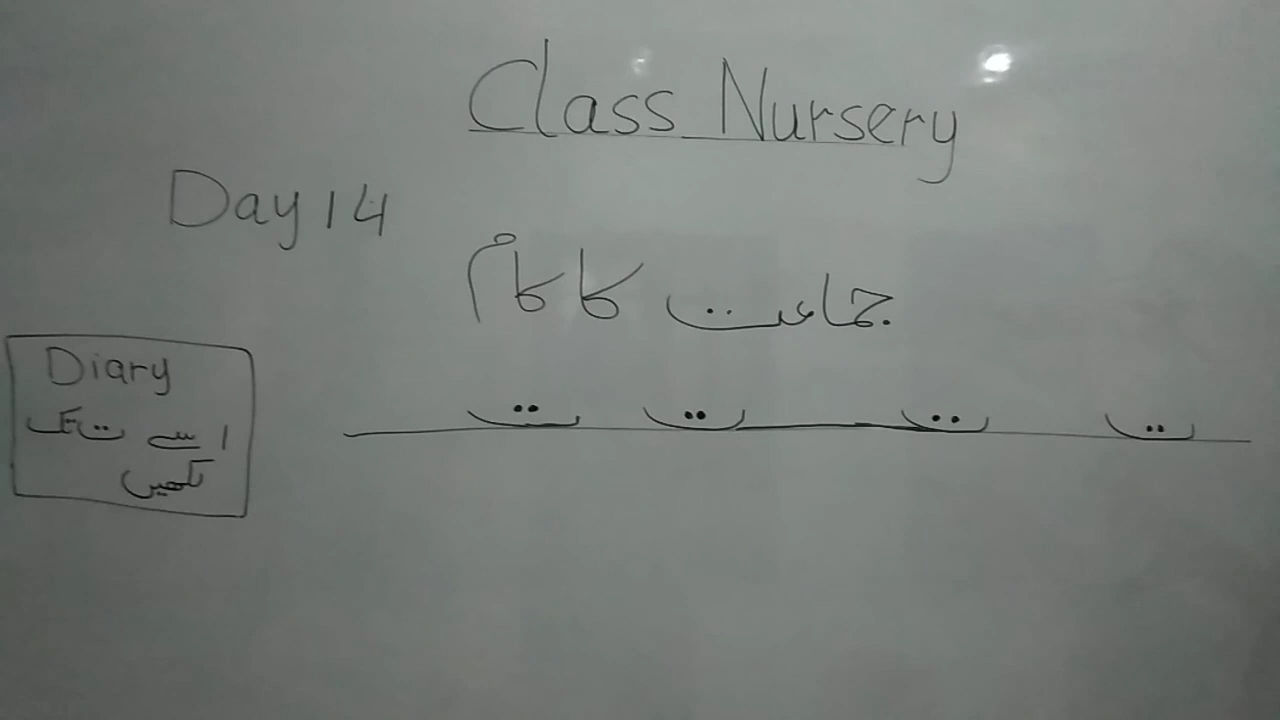 Class Nursery
Day 14
جماعت کا کام
ت ت ت ت
Diary
ا سے ت تک
لکھیں